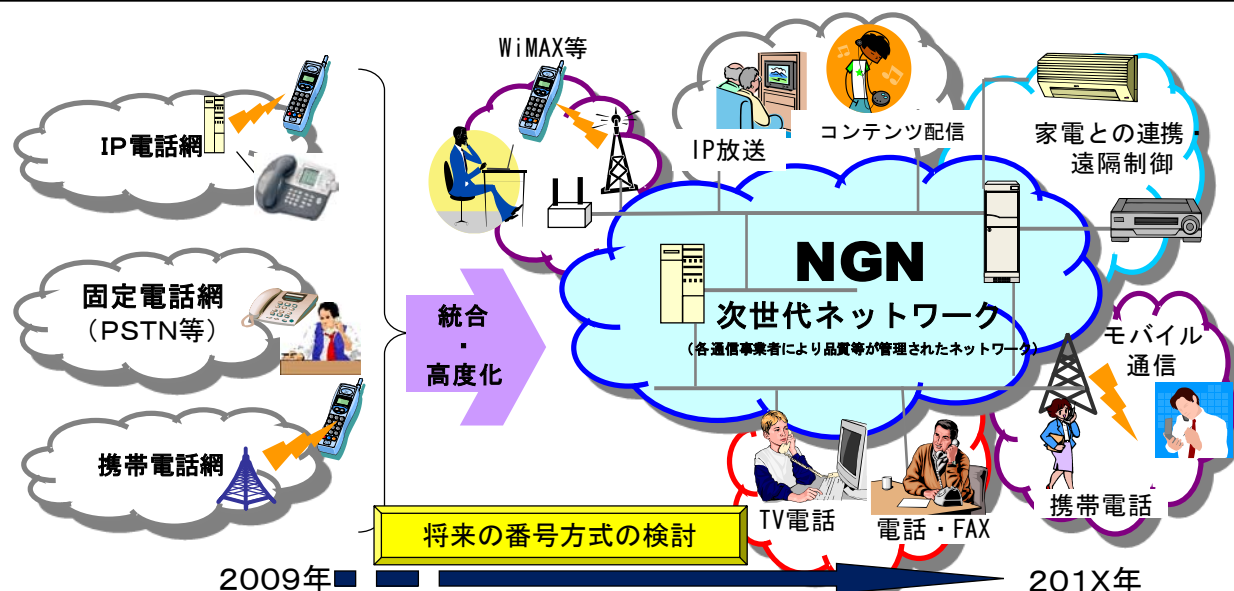 IP電話網
固定電話網
（PSTN等）
携帯電話網
統合
・
高度化
WiMAX等
IP放送
コンテンツ配信
家電との連携・
遠隔制御
NGN
次世代ネットワーク
（各通信事業者により品質等が管理されたネットワーク）
モバイル
通信
携帯電話
TV電話
電話・FAX
将来の番号方式の検討
2009年
201X年